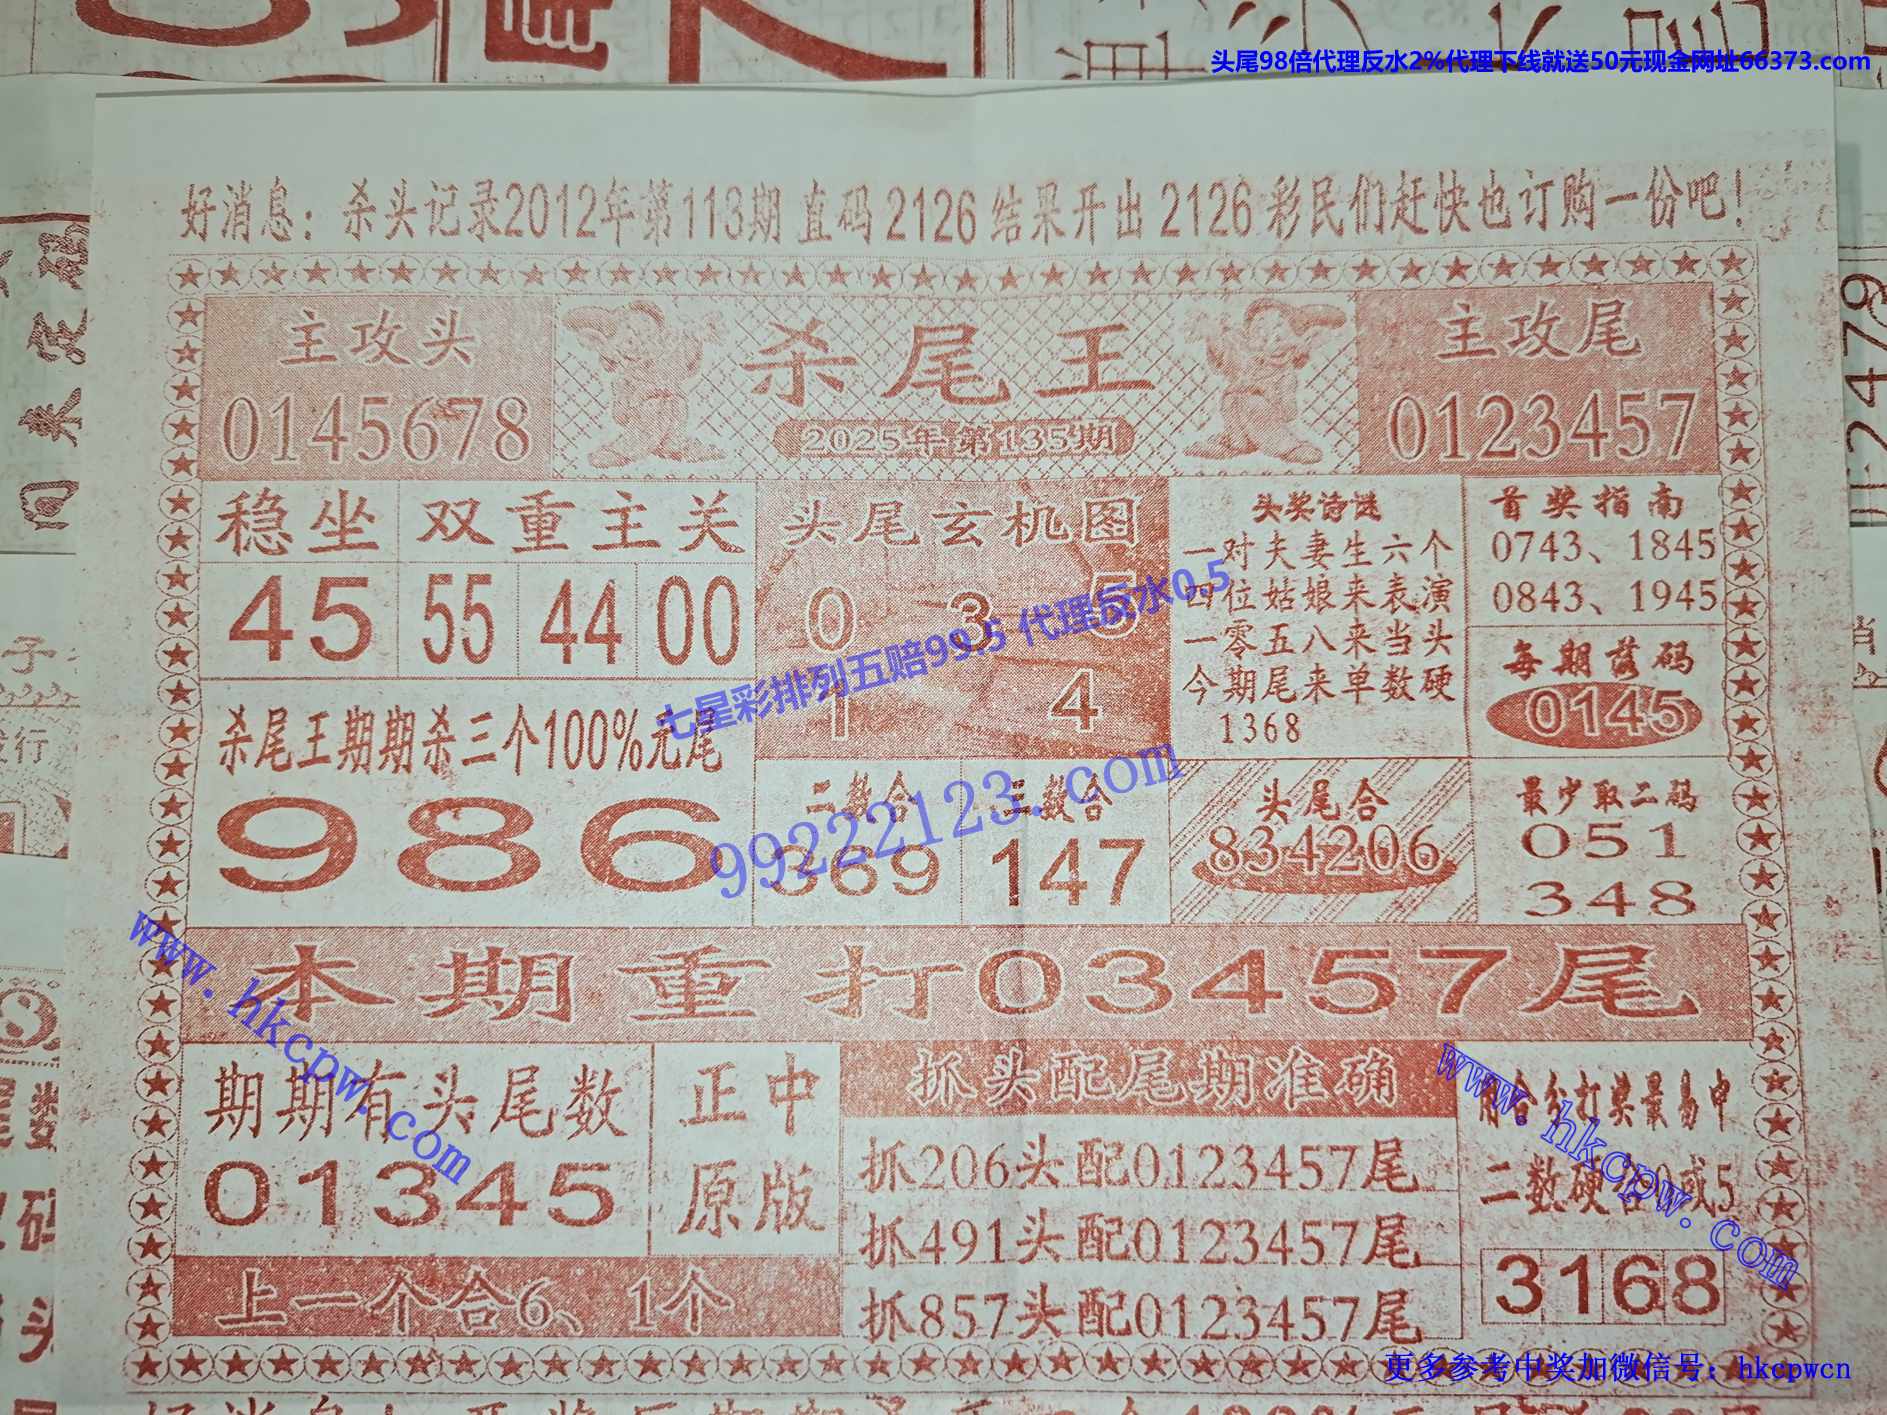 头尾98倍代理反水2%代理下线就送50元现金网址66373.com
好消息：杀头记录2012年第113期 直码 2126 结果开出 2126 彩民们赶快也订购一份吧！
主攻头
0145678
杀尾王
2025年第135期
主攻尾
0123457
稳坐
45
双重主关
55 44 00
头尾玄机图
0 3 5
1 4
头奖诗谜
一对夫妻生六个
四位姑娘来表演
一零五八来当头
今期尾来单数硬
1368
首奖指南
0743、1845
0843、1945
每期落码
0145
七星彩排列五赔99.5 代理反水0.5
杀尾王期期杀三个100%元尾
986
二数合
369
三数合
147
99222123.com
头尾合
834206
最少取二码
051
348
本期重打03457尾
www.hkcpw.com
期期有头尾数
01345
正中
原版
上一个合6、1个
抓头配尾期准确
抓206头配0123457尾
抓491头配0123457尾
抓857头配0123457尾
www.hkcpw.com
合分打奖最易中
二数硬合0或5
3168
更多参考中奖加微信号：hkcpwcn